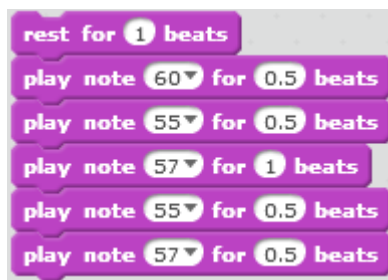 rest for 1 beats
play note 60 for 0.5 beats
play note 55 for 0.5 beats
play note 57 for 1 beats
play note 55 for 0.5 beats
play note 57 for 0.5 beats